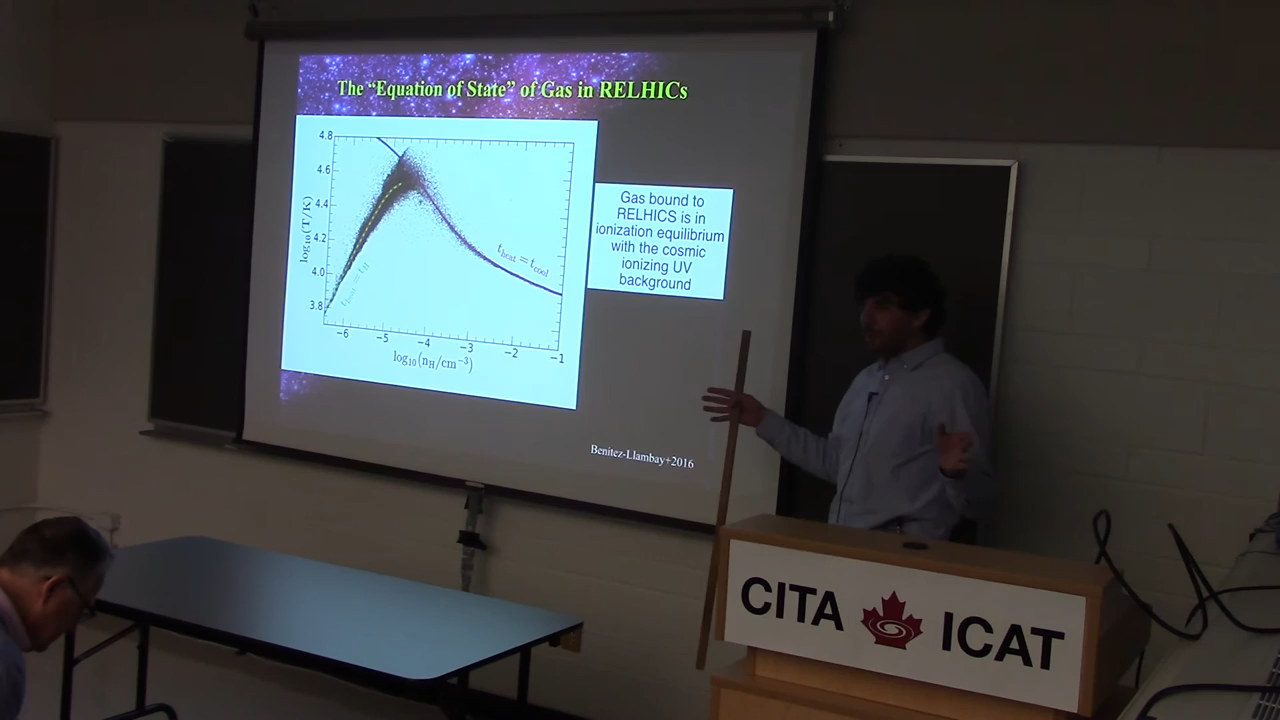 The “Equation of State” of Gas in RELHICs
4.8
4.6
4.4
4.2
4.0
3.8
log₁₀(T/K)
t_heat = t_cool
−6
−5
−4
−3
−2
−1
log₁₀(n_H/cm⁻³)
Gas bound to
RELHICS is in
ionization equilibrium
with the cosmic
ionizing UV
background
Benitez-Llambay+2016
CITA ICAT